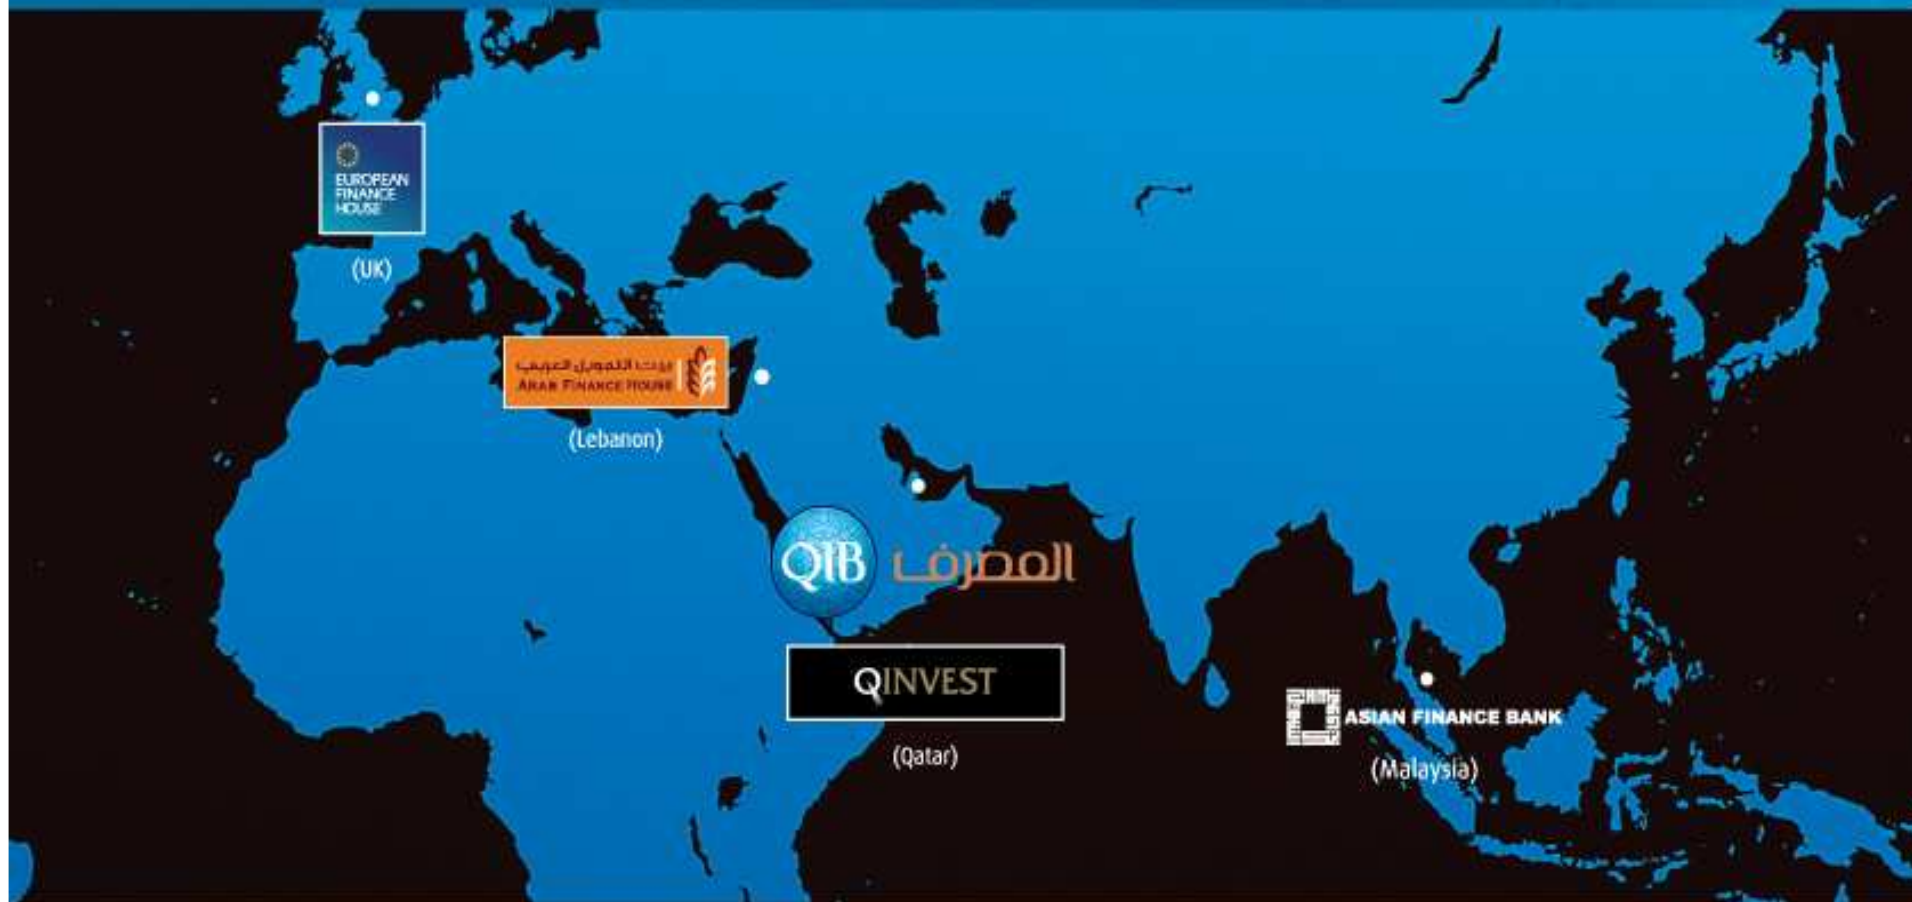 EUROPEAN
FINANCE
HOUSE
(UK)
بيت التمويل العربي
ARAB FINANCE HOUSE
(Lebanon)
QIB المصرف
QINVEST
(Qatar)
ASIAN FINANCE BANK
(Malaysia)